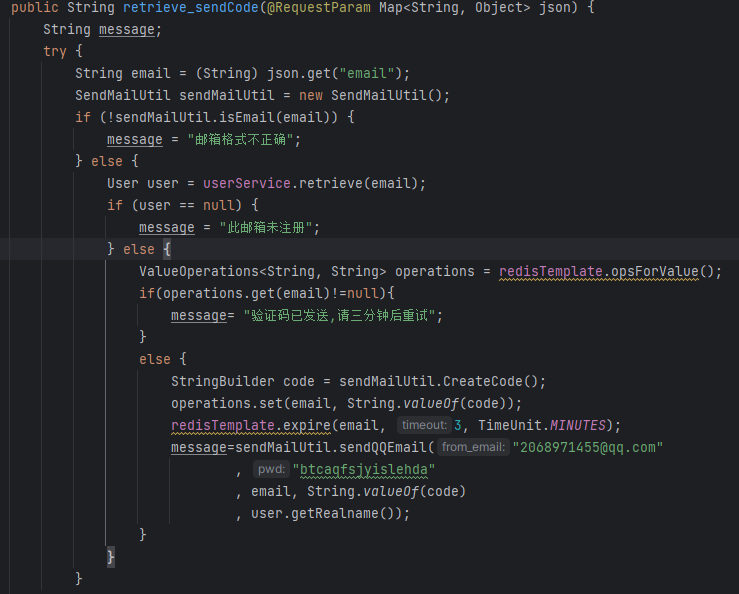 public String retrieve_sendCode(@RequestParam Map<String, Object> json) {
String message;
try {
String email = (String) json.get("email");
SendMailUtil sendMailUtil = new SendMailUtil();
if (!sendMailUtil.isEmail(email)) {
message = "邮箱格式不正确";
} else {
User user = userService.retrieve(email);
if (user == null) {
message = "此邮箱未注册";
} else {
ValueOperations<String, String> operations = redisTemplate.opsForValue();
if(operations.get(email)!=null){
message= "验证码已发送,请三分钟后重试";
}
else {
StringBuilder code = sendMailUtil.CreateCode();
operations.set(email, String.valueOf(code));
redisTemplate.expire(email, timeout: 3, TimeUnit.MINUTES);
message=sendMailUtil.sendQQEmail( from_email: "2068971455@qq.com"
, pwd: "btcaqfsjyislehda"
, email, String.valueOf(code)
, user.getRealname());
}
}
}